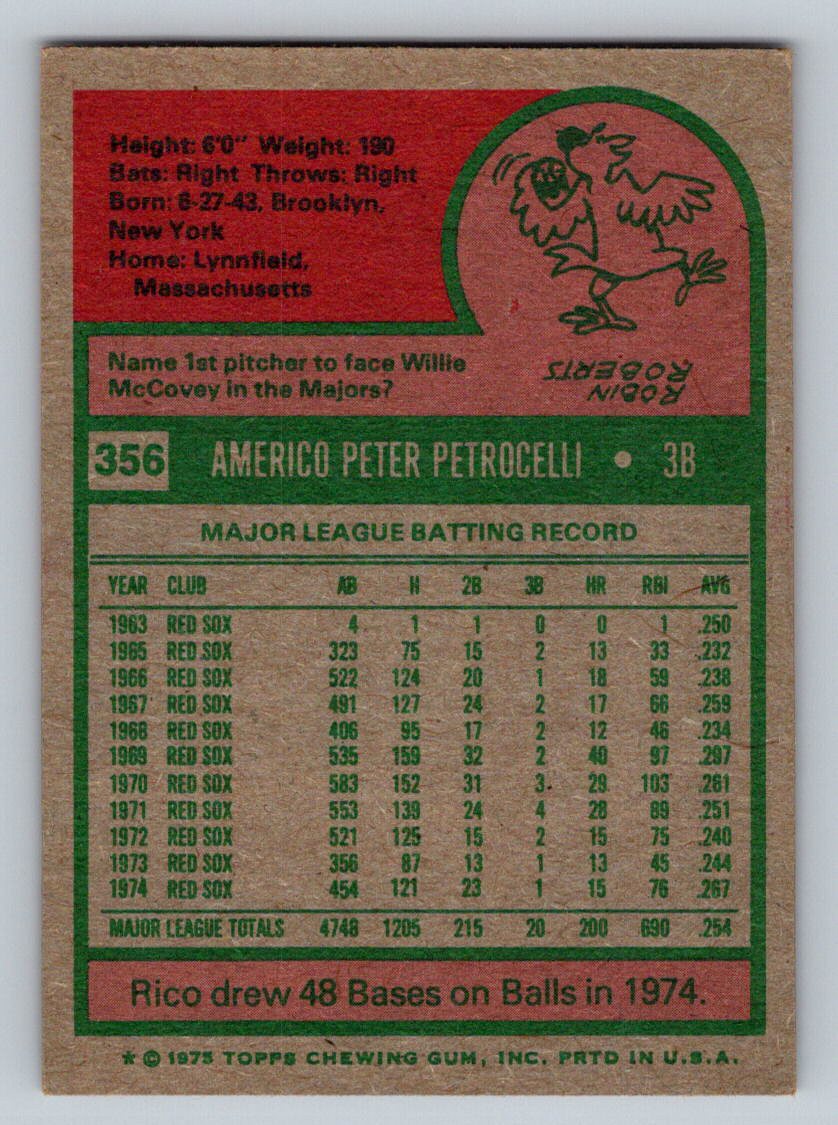 Height: 6'0" Weight: 190
Bats: Right Throws: Right
Born: 6-27-43, Brooklyn,
New York
Home: Lynnfield,
Massachusetts
Name 1st pitcher to face Willie
McCovey in the Majors?
ROBIN
ROBERTS
356 AMERICO PETER PETROCELLI • 3B
MAJOR LEAGUE BATTING RECORD
YEAR CLUB AB H 2B 3B HR RBI AVG
1963 RED SOX 4 1 1 0 0 1 .250
1965 RED SOX 323 75 15 2 13 33 .232
1966 RED SOX 522 124 20 1 18 59 .238
1967 RED SOX 491 127 24 2 17 66 .259
1968 RED SOX 406 95 17 2 12 46 .234
1969 RED SOX 535 159 32 2 40 97 .297
1970 RED SOX 583 152 31 3 29 103 .261
1971 RED SOX 553 139 24 4 28 89 .251
1972 RED SOX 521 125 15 2 15 75 .240
1973 RED SOX 356 87 13 1 13 45 .244
1974 RED SOX 454 121 23 1 15 76 .267
MAJOR LEAGUE TOTALS 4748 1205 215 20 200 690 .254
Rico drew 48 Bases on Balls in 1974.
* © 1975 TOPPS CHEWING GUM, INC. PRTD IN U.S.A.